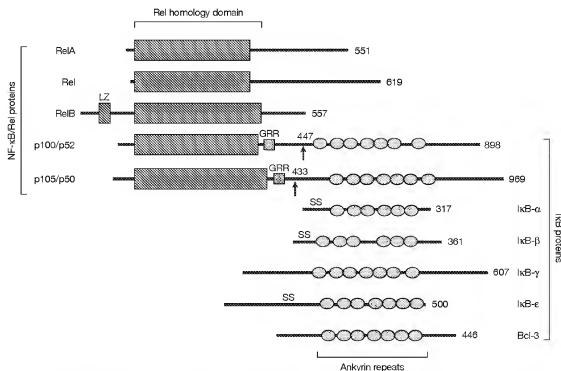 Rel homology domain
RelA
551
Rel
619
LZ
RelB
557
p100/p52
GRR
447
898
p105/p50
GRR
433
969
NF-κB/Rel proteins
SS
317
IκB-α
SS
361
IκB-β
607
IκB-γ
SS
500
IκB-ε
446
Bcl-3
IκB proteins
Ankyrin repeats